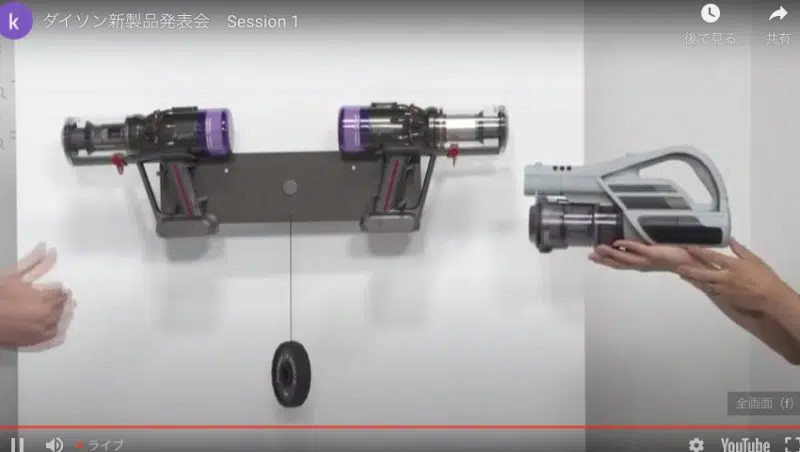 k
ダイソン新製品発表会 Session 1
後で見る
共有
全画面（f）
ライブ
YouTube